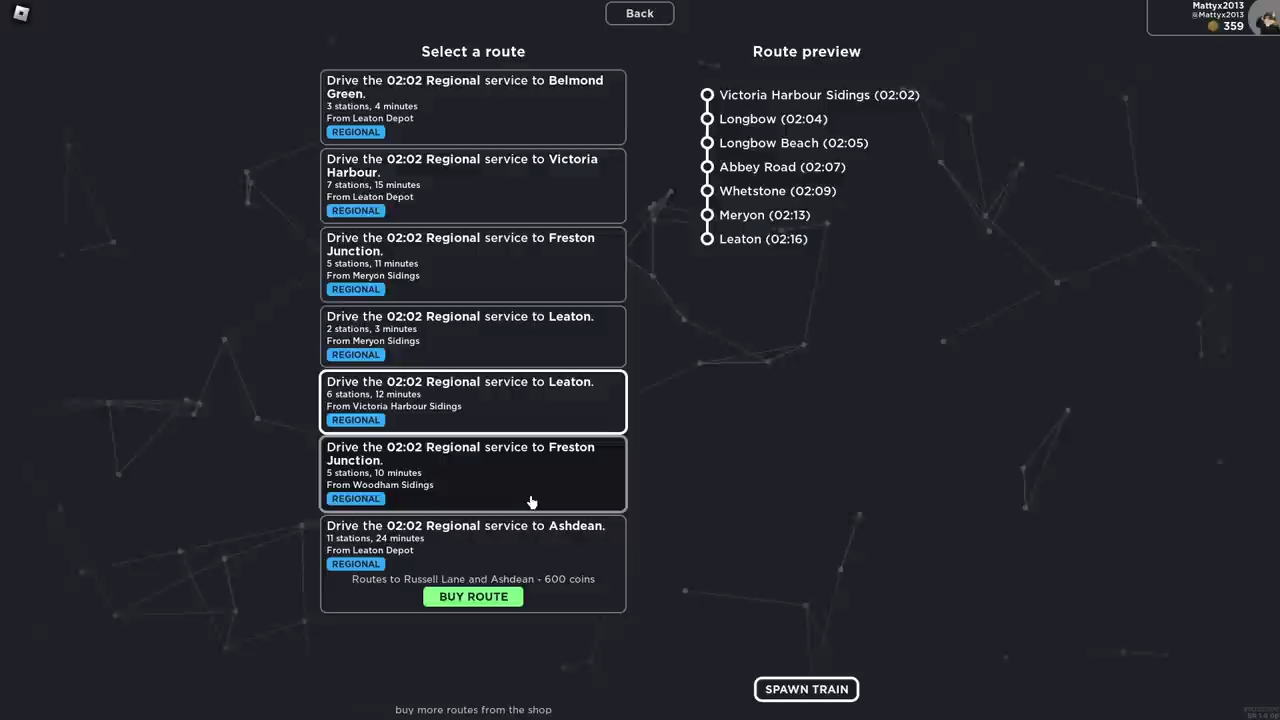 Back
Mattyx2013
@Mattyx2013
359
Select a route
Drive the 02:02 Regional service to Belmond
Green.
3 stations, 4 minutes
From Leaton Depot
REGIONAL
Drive the 02:02 Regional service to Victoria
Harbour.
7 stations, 15 minutes
From Leaton Depot
REGIONAL
Drive the 02:02 Regional service to Freston
Junction.
5 stations, 11 minutes
From Meryon Sidings
REGIONAL
Drive the 02:02 Regional service to Leaton.
2 stations, 3 minutes
From Meryon Sidings
REGIONAL
Drive the 02:02 Regional service to Leaton.
6 stations, 12 minutes
From Victoria Harbour Sidings
REGIONAL
Drive the 02:02 Regional service to Freston
Junction.
5 stations, 10 minutes
From Woodham Sidings
REGIONAL
Drive the 02:02 Regional service to Ashdean.
11 stations, 24 minutes
From Leaton Depot
REGIONAL
Routes to Russell Lane and Ashdean - 600 coins
BUY ROUTE
buy more routes from the shop
Route preview
Victoria Harbour Sidings (02:02)
Longbow (02:04)
Longbow Beach (02:05)
Abbey Road (02:07)
Whetstone (02:09)
Meryon (02:13)
Leaton (02:16)
SPAWN TRAIN